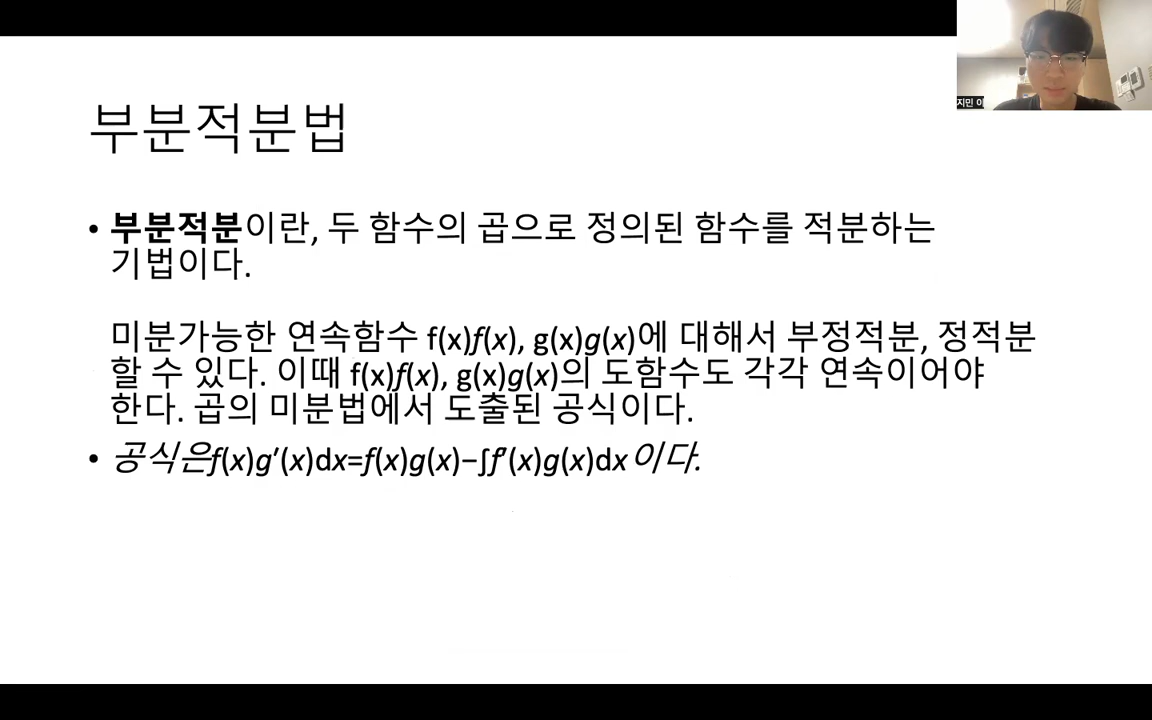 지민 이
부분적분법
• 부분적분이란, 두 함수의 곱으로 정의된 함수를 적분하는
기법이다.
미분가능한 연속함수 f(x)f(x), g(x)g(x)에 대해서 부정적분, 정적분
할 수 있다. 이때 f(x)f(x), g(x)g(x)의 도함수도 각각 연속이어야
한다. 곱의 미분법에서 도출된 공식이다.
• 공식은f(x)g′(x)dx=f(x)g(x)−∫f′(x)g(x)dx이다.